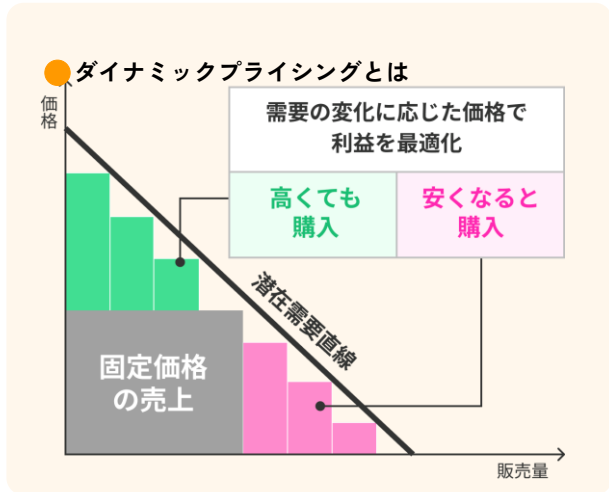 ダイナミックプライシングとは
価格
需要の変化に応じた価格で
利益を最適化
高くても
購入
安くなると
購入
潜在需要直線
固定価格
の売上
販売量